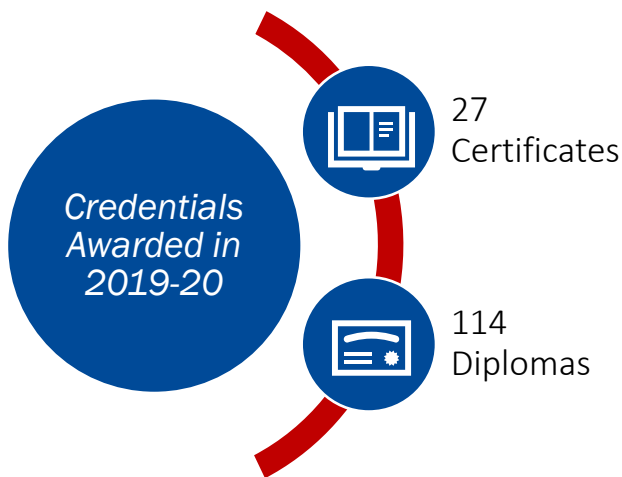 Credentials
Awarded in
2019-20
27
Certificates
114
Diplomas